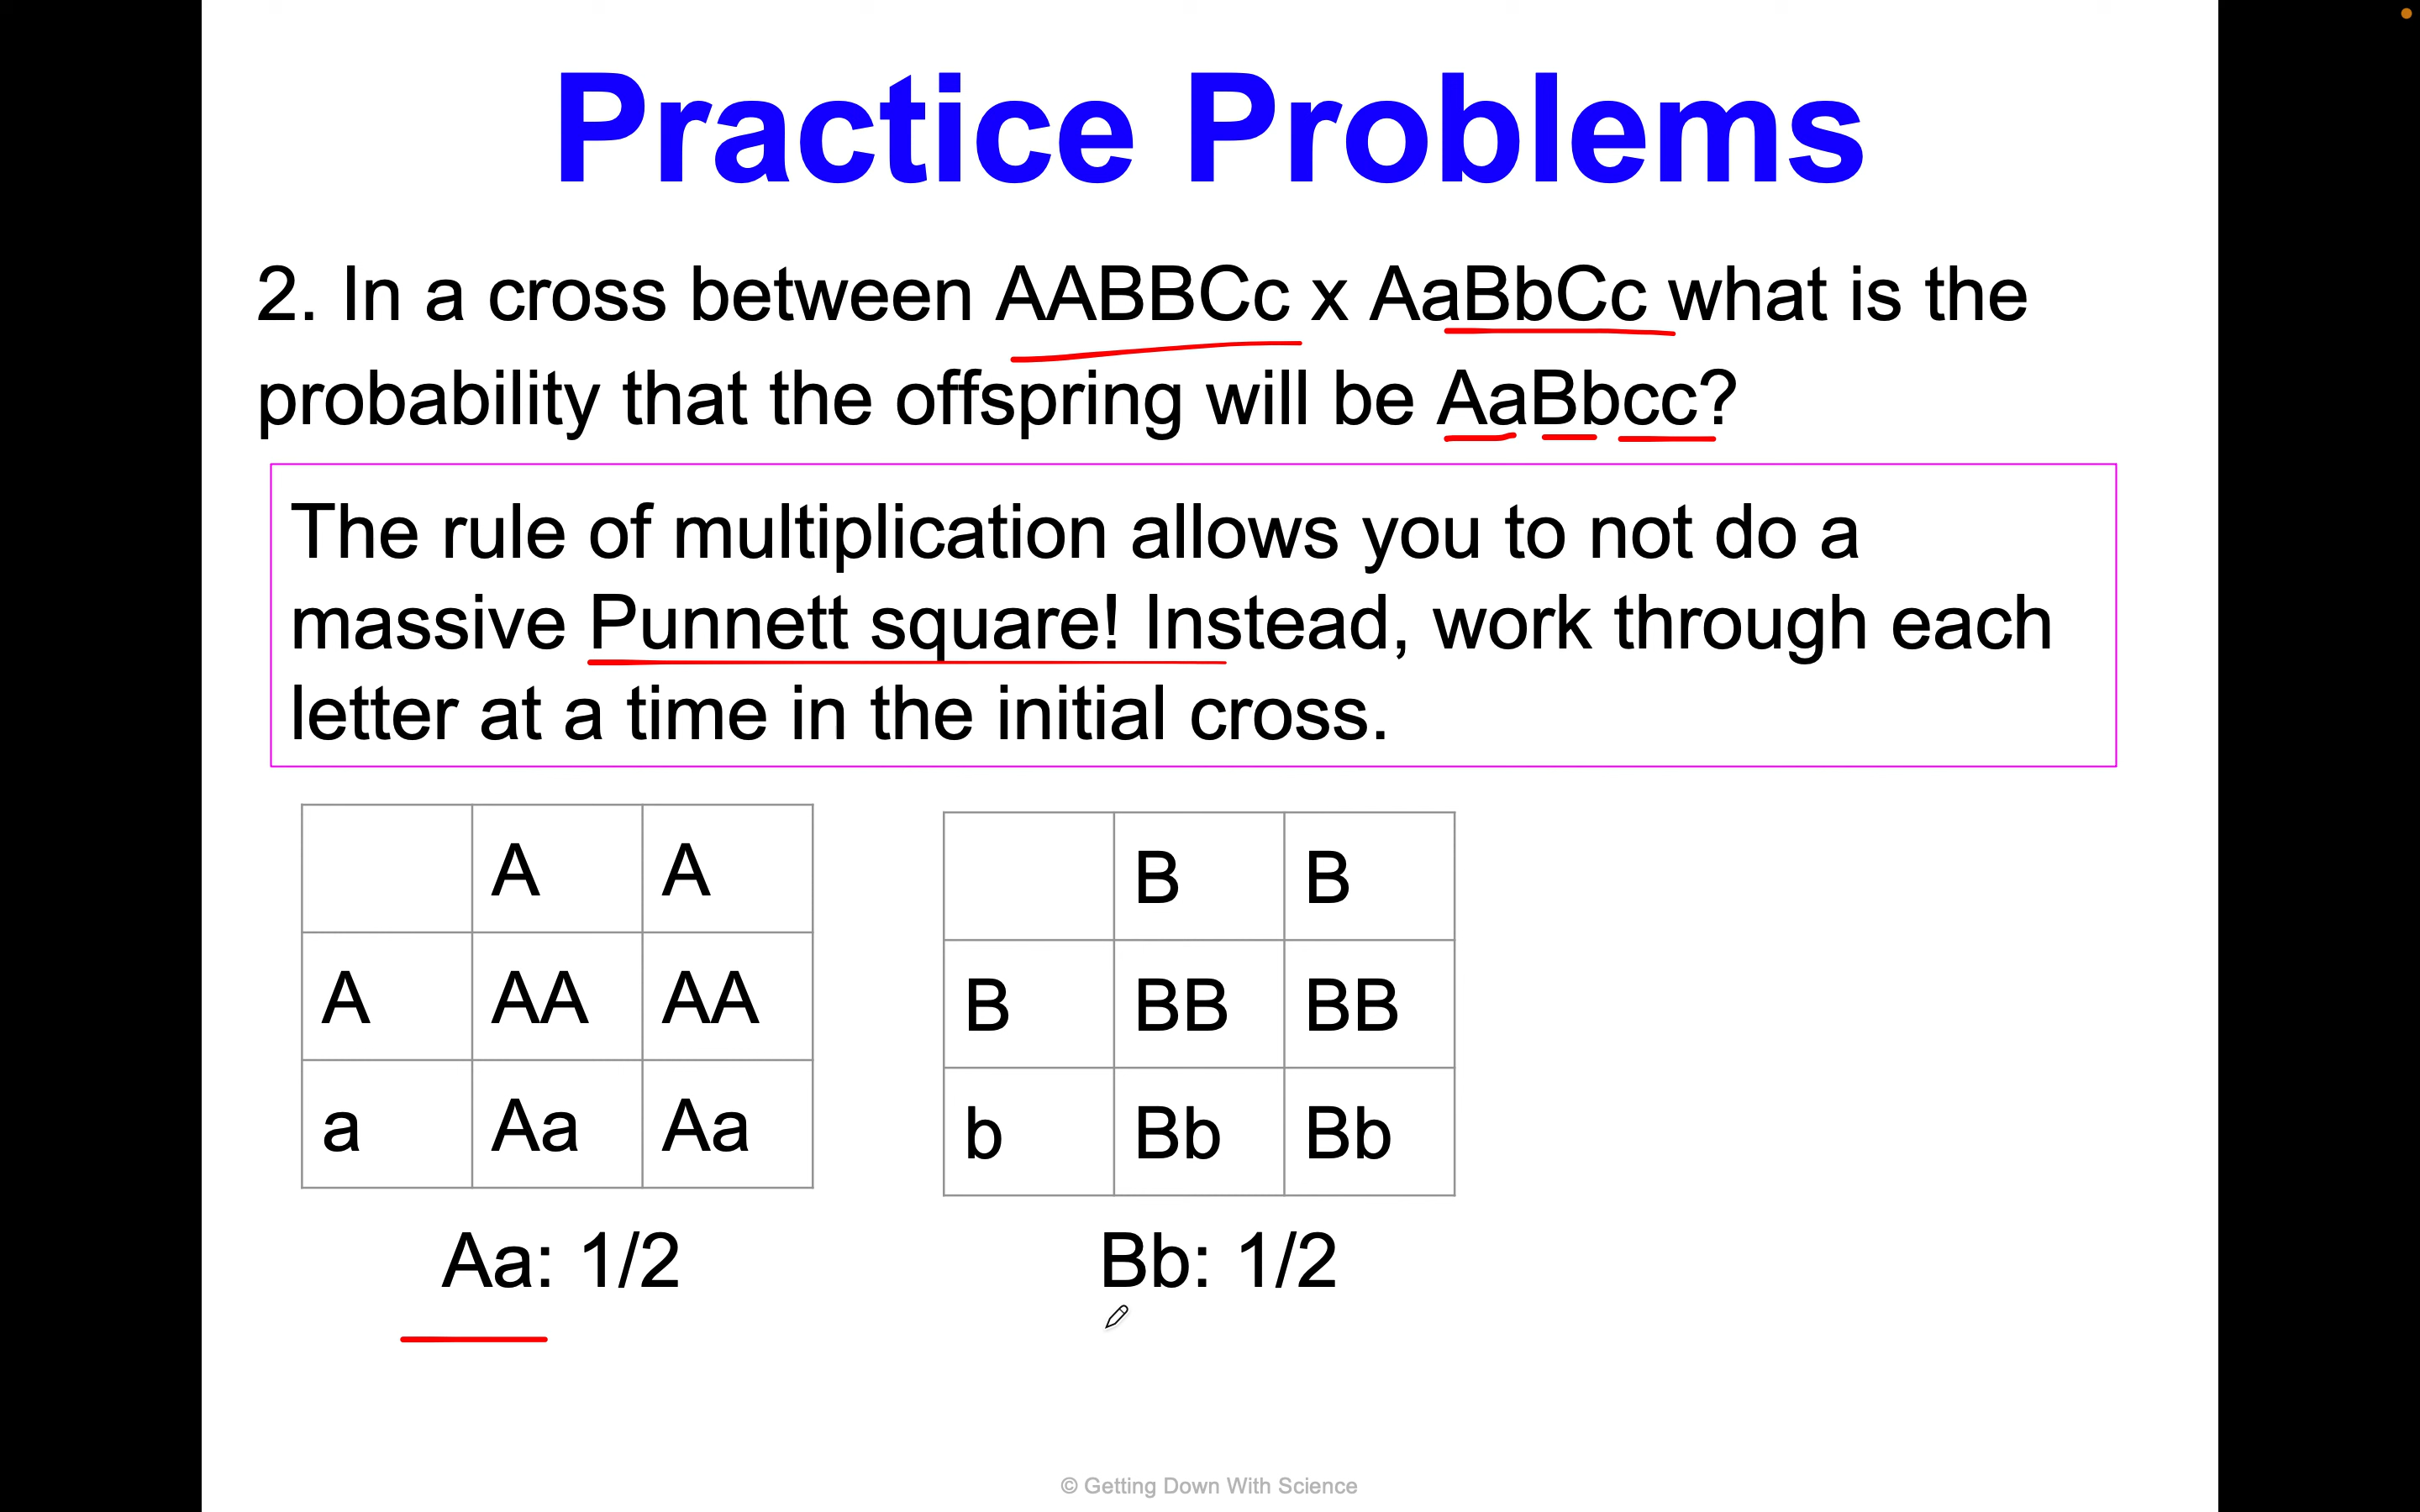 Practice Problems
2. In a cross between AABBCc x AaBbCc what is the
probability that the offspring will be AaBbcc?
The rule of multiplication allows you to not do a
massive Punnett square! Instead, work through each
letter at a time in the initial cross.
A A
A AA AA
a Aa Aa
Aa: 1/2
B B
B BB BB
b Bb Bb
Bb: 1/2
© Getting Down With Science